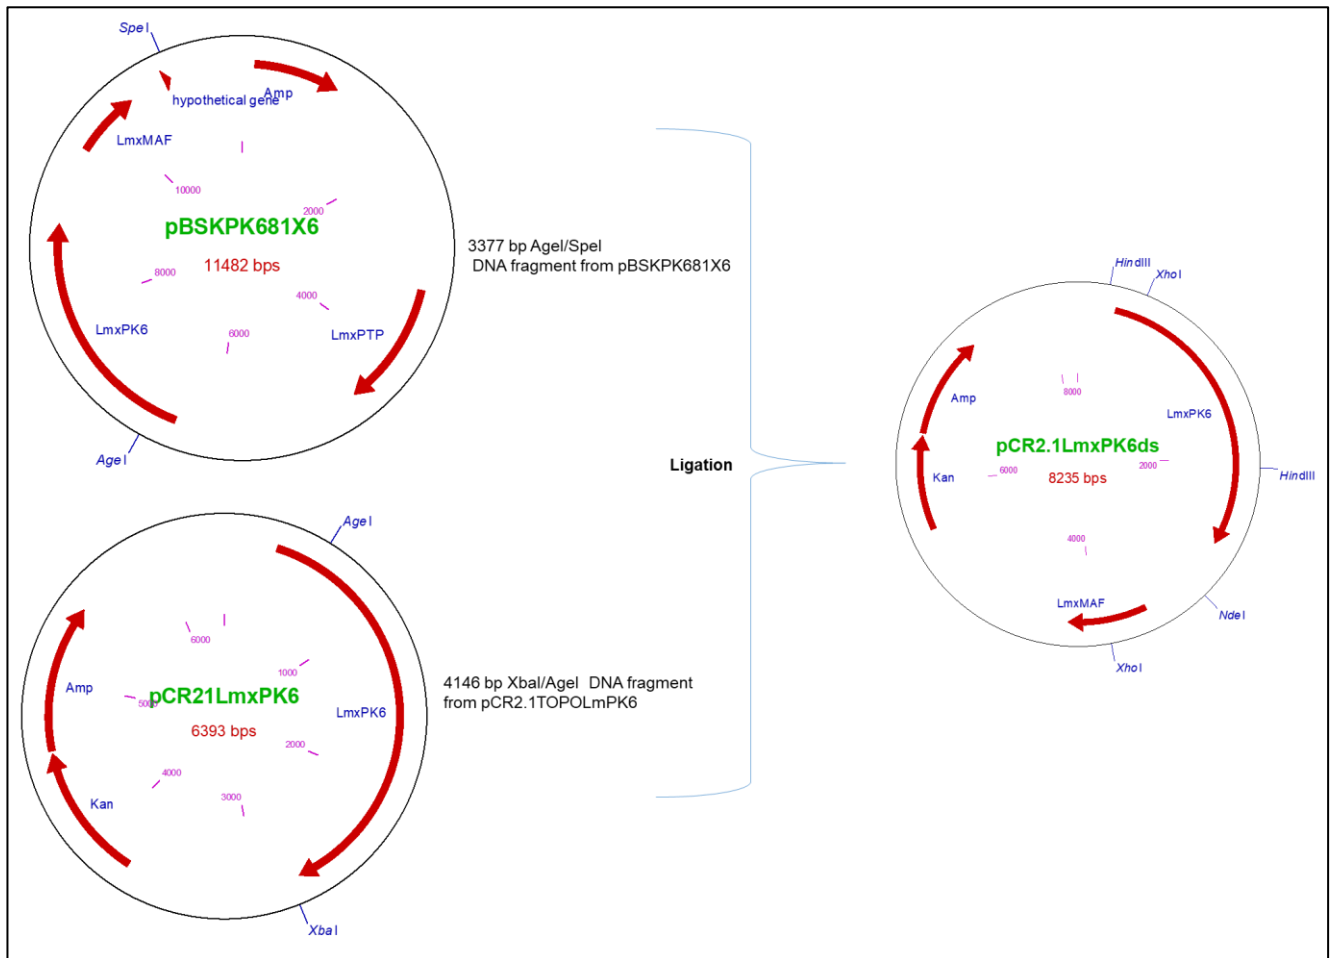 SpeI
Amp
hypothetical gene
LmxMAF
10000
2000
pBSKPK681X6
11482 bps
8000
4000
LmxPK6
6000
LmxPTP
AgeI
3377 bp AgeI/SpeI
DNA fragment from pBSKPK681X6
AgeI
6000
1000
Amp
5000
pCR21LmxPK6
LmxPK6
6393 bps
2000
4000
3000
Kan
XbaI
4146 bp XbaI/AgeI DNA fragment
from pCR2.1TOPOLmPK6
Ligation
HindIII
XhoI
8000
Amp
LmxPK6
pCR2.1LmxPK6ds
Kan
6000
8235 bps
2000
HindIII
4000
LmxMAF
NdeI
XhoI